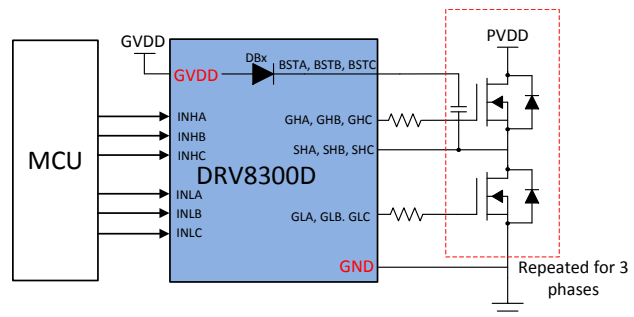 GVDD
PVDD
DBx
GVDD
BSTA, BSTB, BSTC
INHA
GHA, GHB, GHC
INHB
INHC
SHA, SHB, SHC
MCU
DRV8300D
INLA
INLB
GLA, GLB. GLC
INLC
GND
Repeated for 3
phases